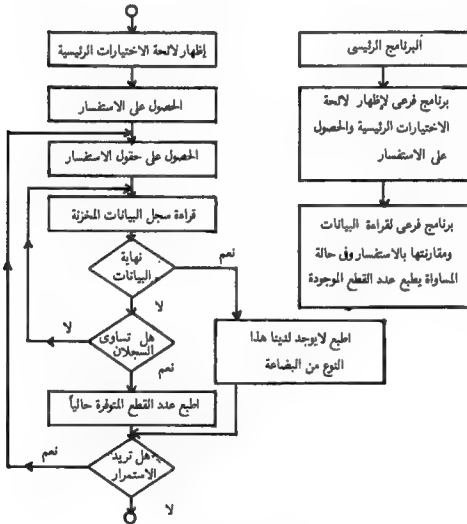 إظهار لائحة الاختيارات الرئيسية
الحصول على الاستفسار
الحصول على حقول الاستفسار
قراءة سجل البيانات المخزنة
نهاية
البيانات
نعم
لا
هل تساوى
السجلان
لا
نعم
اطبع لايوجد لدينا هذا
النوع من البضاعة
اطبع عدد القطع المتوفرة حالياً
هل تريد
الاستمرار
نعم
لا
البرنامج الرئيسى
برنامج فرعى لإظهار لائحة
الاختيارات الرئيسية والحصول
على الاستفسار
برنامج فرعى لقراءة البيانات
ومقارنتها بالاستفسار وفى حالة
المساواة يطبع عدد القطع الموجودة